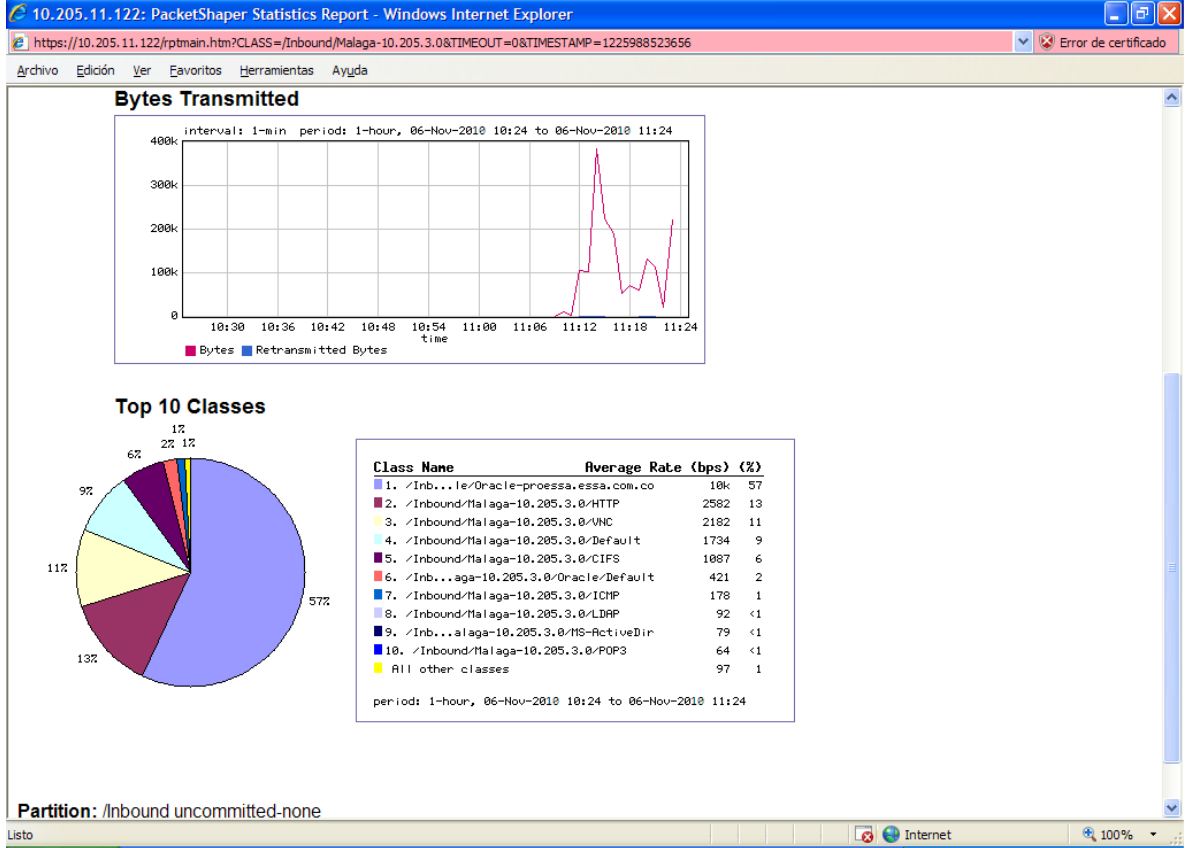 10.205.11.122: PacketShaper Statistics Report - Windows Internet Explorer
https://10.205.11.122/rptmain.htm?CLASS=/Inbound/Malaga-10.205.3.0&TIMEOUT=0&TIMESTAMP=1225988523656 Error de certificado
Archivo Edición Ver Favoritos Herramientas Ayuda
Bytes Transmitted
interval: 1-min period: 1-hour, 06-Nov-2010 10:24 to 06-Nov-2010 11:24
400k
300k
200k
100k
0
10:30 10:36 10:42 10:48 10:54 11:00 11:06 11:12 11:18 11:24
time
Bytes Retransmitted Bytes
Top 10 Classes
1%
2% 1%
6%
9%
11%
57%
13%
Class Name Average Rate (bps) (%)
1. /Inb...le/Oracle-proessa.essa.com.co 10k 57
2. /Inbound/Malaga-10.205.3.0/HTTP 2582 13
3. /Inbound/Malaga-10.205.3.0/VNC 2182 11
4. /Inbound/Malaga-10.205.3.0/Default 1734 9
5. /Inbound/Malaga-10.205.3.0/CIFS 1087 6
6. /Inb...aga-10.205.3.0/Oracle/Default 421 2
7. /Inbound/Malaga-10.205.3.0/ICMP 178 1
8. /Inbound/Malaga-10.205.3.0/LDAP 92 <1
9. /Inb...alaga-10.205.3.0/MS-ActiveDir 79 <1
10. /Inbound/Malaga-10.205.3.0/POP3 64 <1
All other classes 97 1
period: 1-hour, 06-Nov-2010 10:24 to 06-Nov-2010 11:24
Partition: /Inbound uncommitted-none
Listo Internet 100%